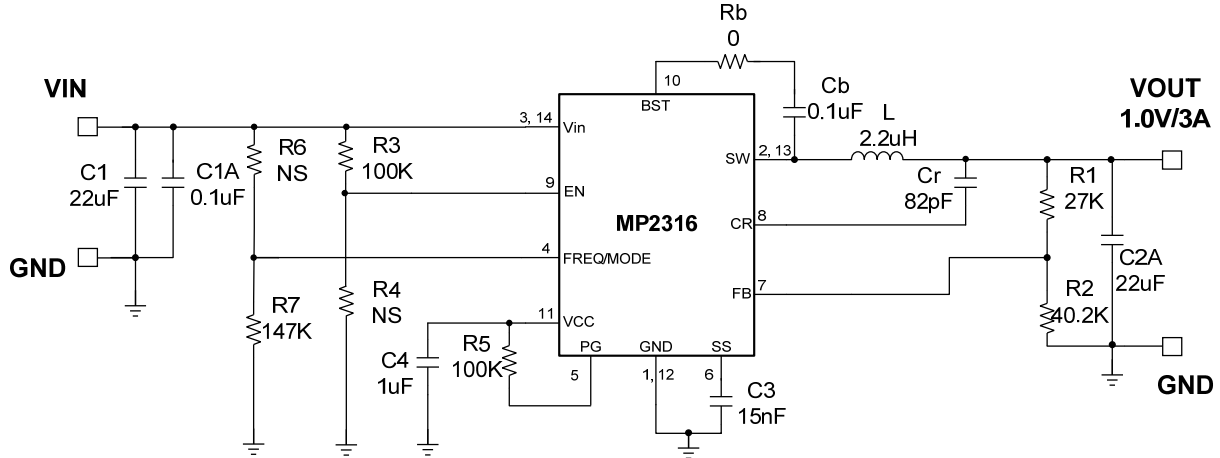 Rb
0
10
BST
Cb
0.1uF
L
2.2uH
VOUT
1.0V/3A
VIN
3, 14
Vin
SW
2, 13
R6
NS
R3
100K
C1
22uF
C1A
0.1uF
9
EN
MP2316
CR
8
Cr
82pF
R1
27K
GND
4
FREQ/MODE
FB
7
C2A
22uF
R7
147K
R4
NS
11
VCC
R2
40.2K
C4
1uF
R5
100K
PG
GND
SS
5
1, 12
6
C3
15nF
GND